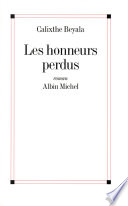 Calixthe Beyala
Les honneurs
perdus
roman
Albin Michel